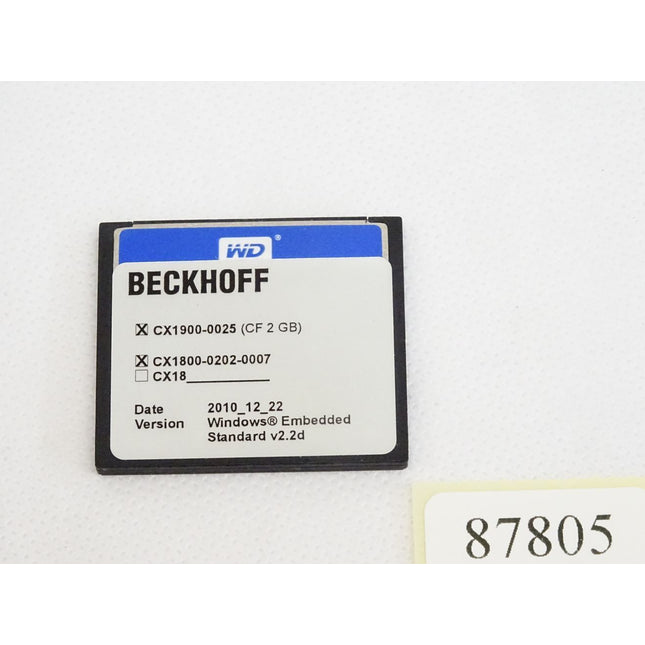 WD®
BECKHOFF
☒ CX1900-0025 (CF 2 GB)
☒ CX1800-0202-0007
☐ CX18____________
Date 2010_12_22
Version Windows® Embedded
Standard v2.2d
87805